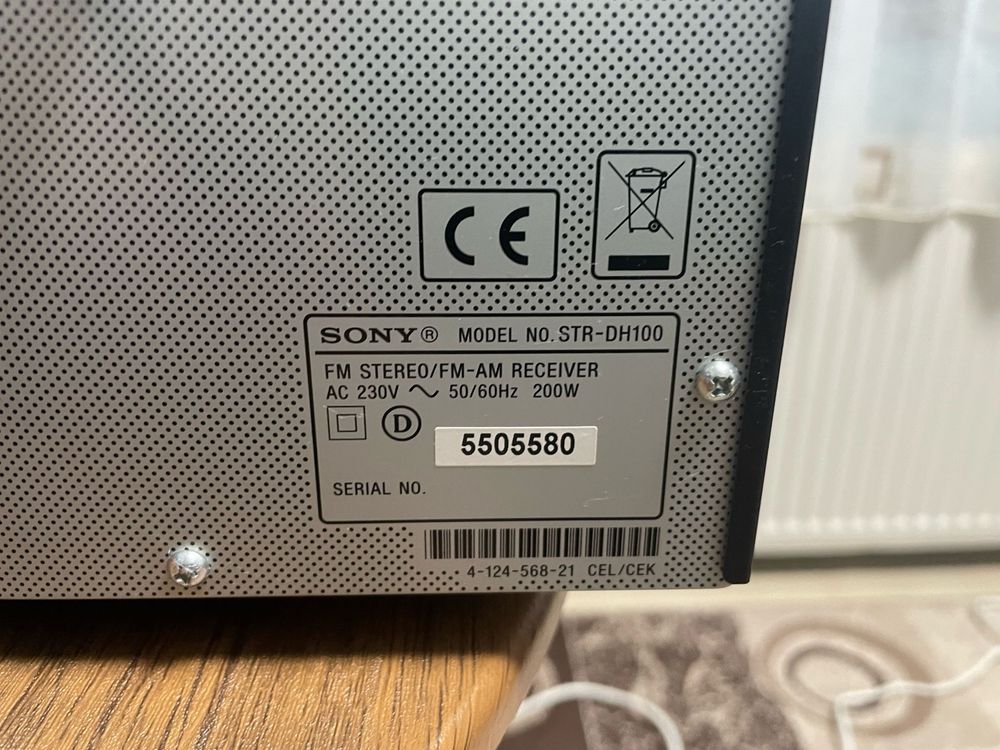 CE
SONY® MODEL NO. STR-DH100
FM STEREO/FM-AM RECEIVER
AC 230V ~ 50/60Hz 200W
D
5505580
SERIAL NO.
4-124-568-21 CEL/CEK